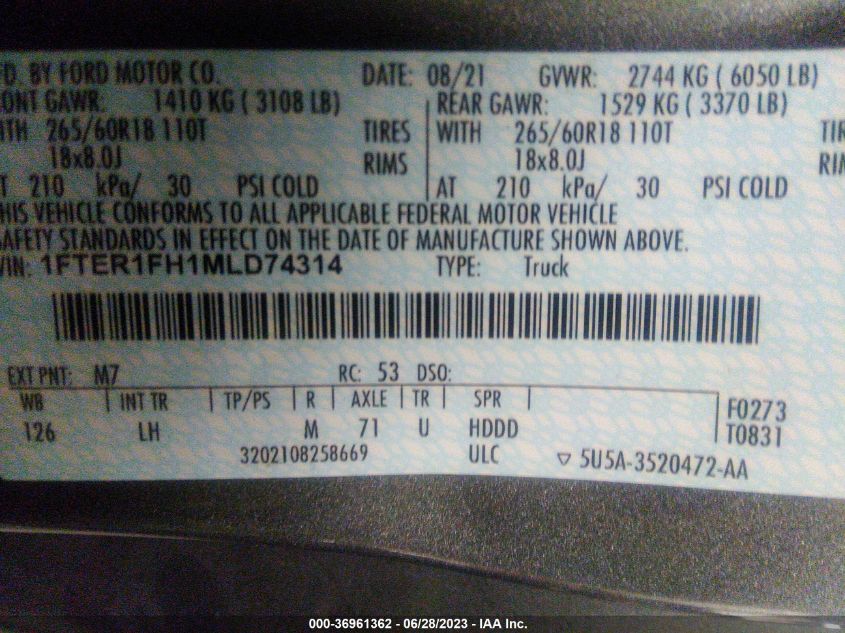 FD. BY FORD MOTOR CO. DATE: 08/21 GVWR: 2744 KG ( 6050 LB)
ONT GAWR: 1410 KG ( 3108 LB) REAR GAWR: 1529 KG ( 3370 LB)
ITH 265/60R18 110T TIRES WITH 265/60R18 110T TIR
18x8.0J RIMS 18x8.0J RIM
T 210 kPa/ 30 PSI COLD AT 210 kPa/ 30 PSI COLD
HIS VEHICLE CONFORMS TO ALL APPLICABLE FEDERAL MOTOR VEHICLE
SAFETY STANDARDS IN EFFECT ON THE DATE OF MANUFACTURE SHOWN ABOVE.
VIN: 1FTER1FH1MLD74314 TYPE: Truck
EXT PNT: M7 RC: 53 DSO:
WB INT TR TP/PS R AXLE TR SPR F0273
126 LH M 71 U HDDD T0831
3202108258669 ULC ▽ 5U5A-3520472-AA
000-36961362 - 06/28/2023 - IAA Inc.